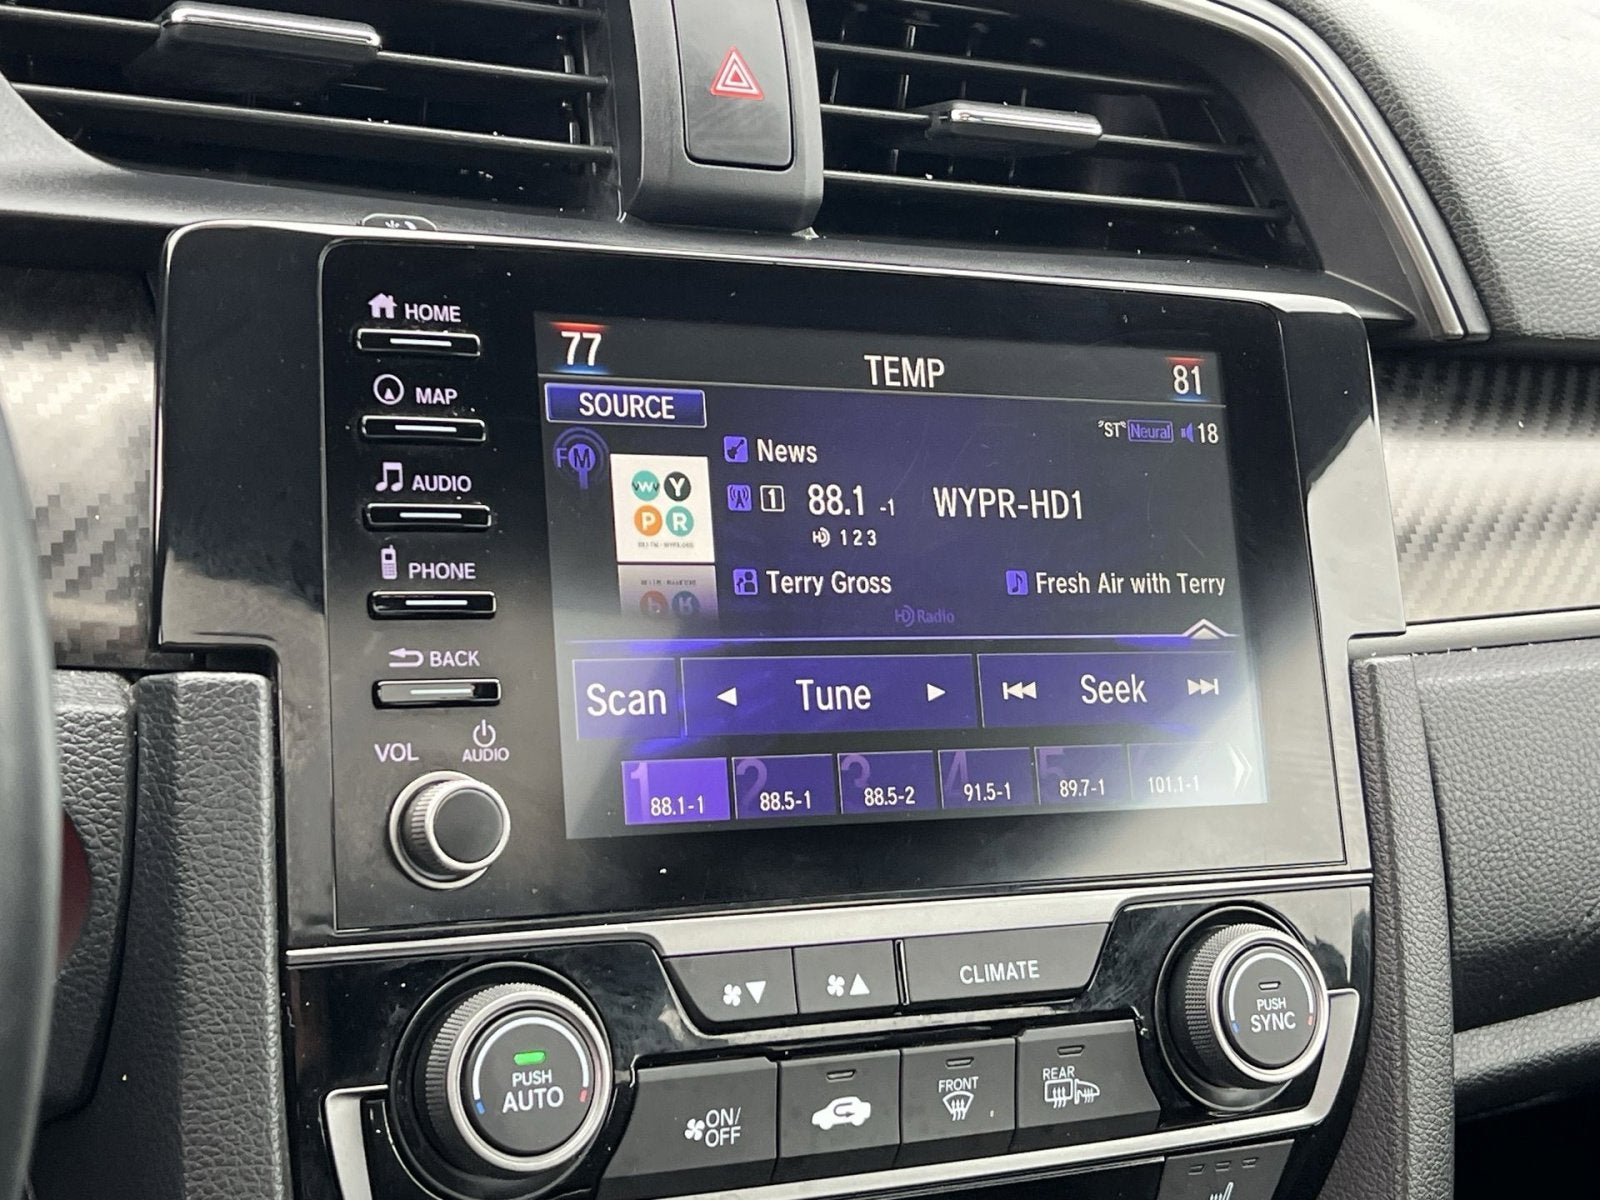 HOME
MAP
AUDIO
PHONE
BACK
VOL
AUDIO
77
TEMP
81
SOURCE
"ST" Neural 18
FM
W Y
P R
News
1 88.1 -1 WYPR-HD1
HD 1 2 3
Terry Gross
Fresh Air with Terry
HD Radio
Scan
Tune
Seek
1 88.1-1
2 88.5-1
3 88.5-2
4 91.5-1
5 89.7-1
101.1-1
CLIMATE
PUSH
AUTO
PUSH
SYNC
ON/
OFF
FRONT
REAR